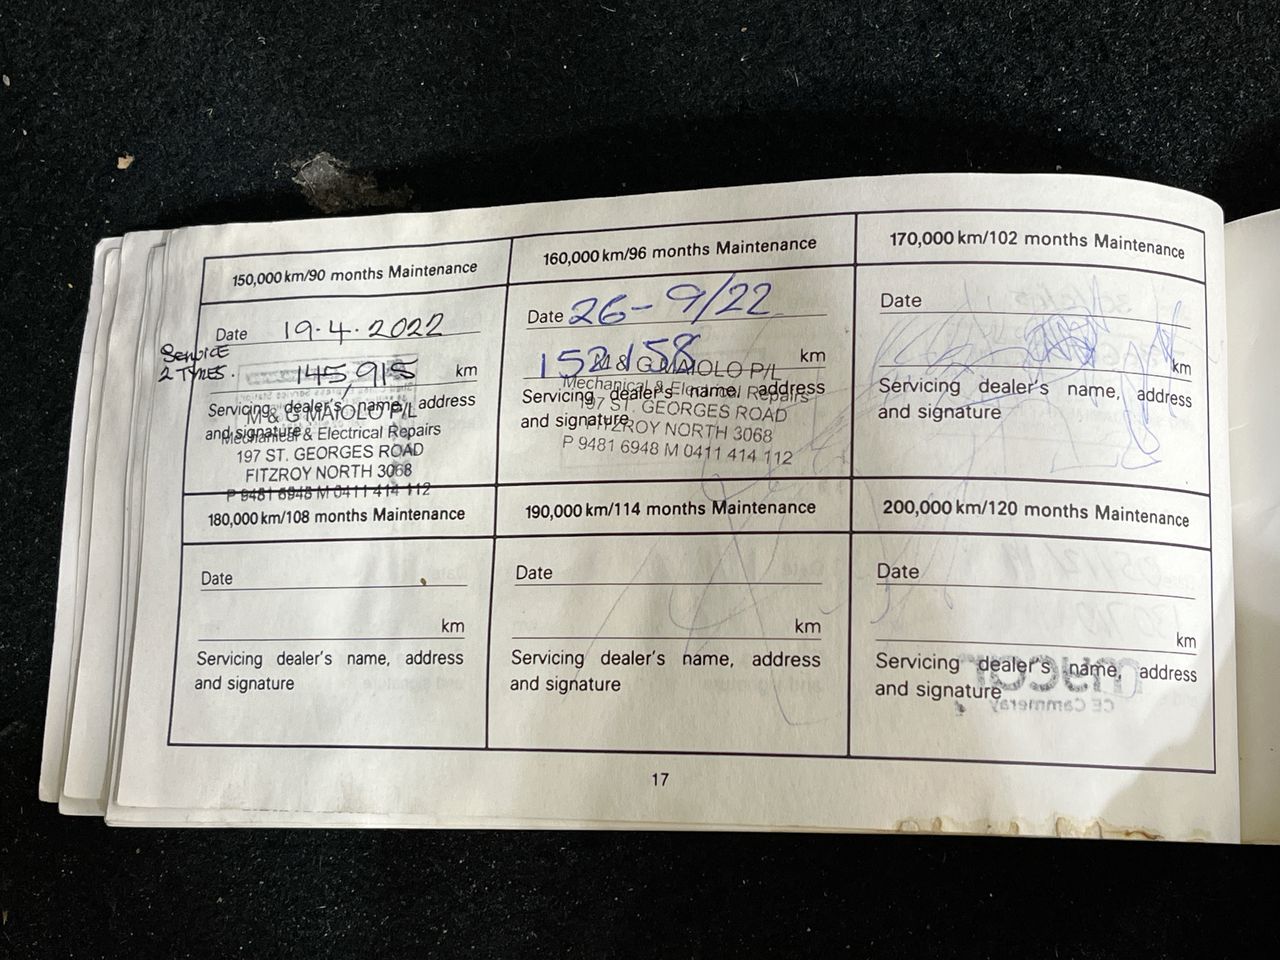 150,000 km/90 months Maintenance
Date 19.4.2022
Service
2 TYRES.
145,915 km
Servicing dealer's name, address
and signature
M & G MAIOLO P/L
Mechanical & Electrical Repairs
197 ST. GEORGES ROAD
FITZROY NORTH 3068
P 9481 6948 M 0411 414 112
160,000 km/96 months Maintenance
Date 26-9/22
152158 km
Servicing dealer's name, address
and signature
M & G MAIOLO P/L
Mechanical & Electrical Repairs
197 ST. GEORGES ROAD
FITZROY NORTH 3068
P 9481 6948 M 0411 414 112
170,000 km/102 months Maintenance
Date
km
Servicing dealer's name, address
and signature
180,000 km/108 months Maintenance
Date
km
Servicing dealer's name, address
and signature
190,000 km/114 months Maintenance
Date
km
Servicing dealer's name, address
and signature
200,000 km/120 months Maintenance
Date
km
Servicing dealer's name, address
and signature
17